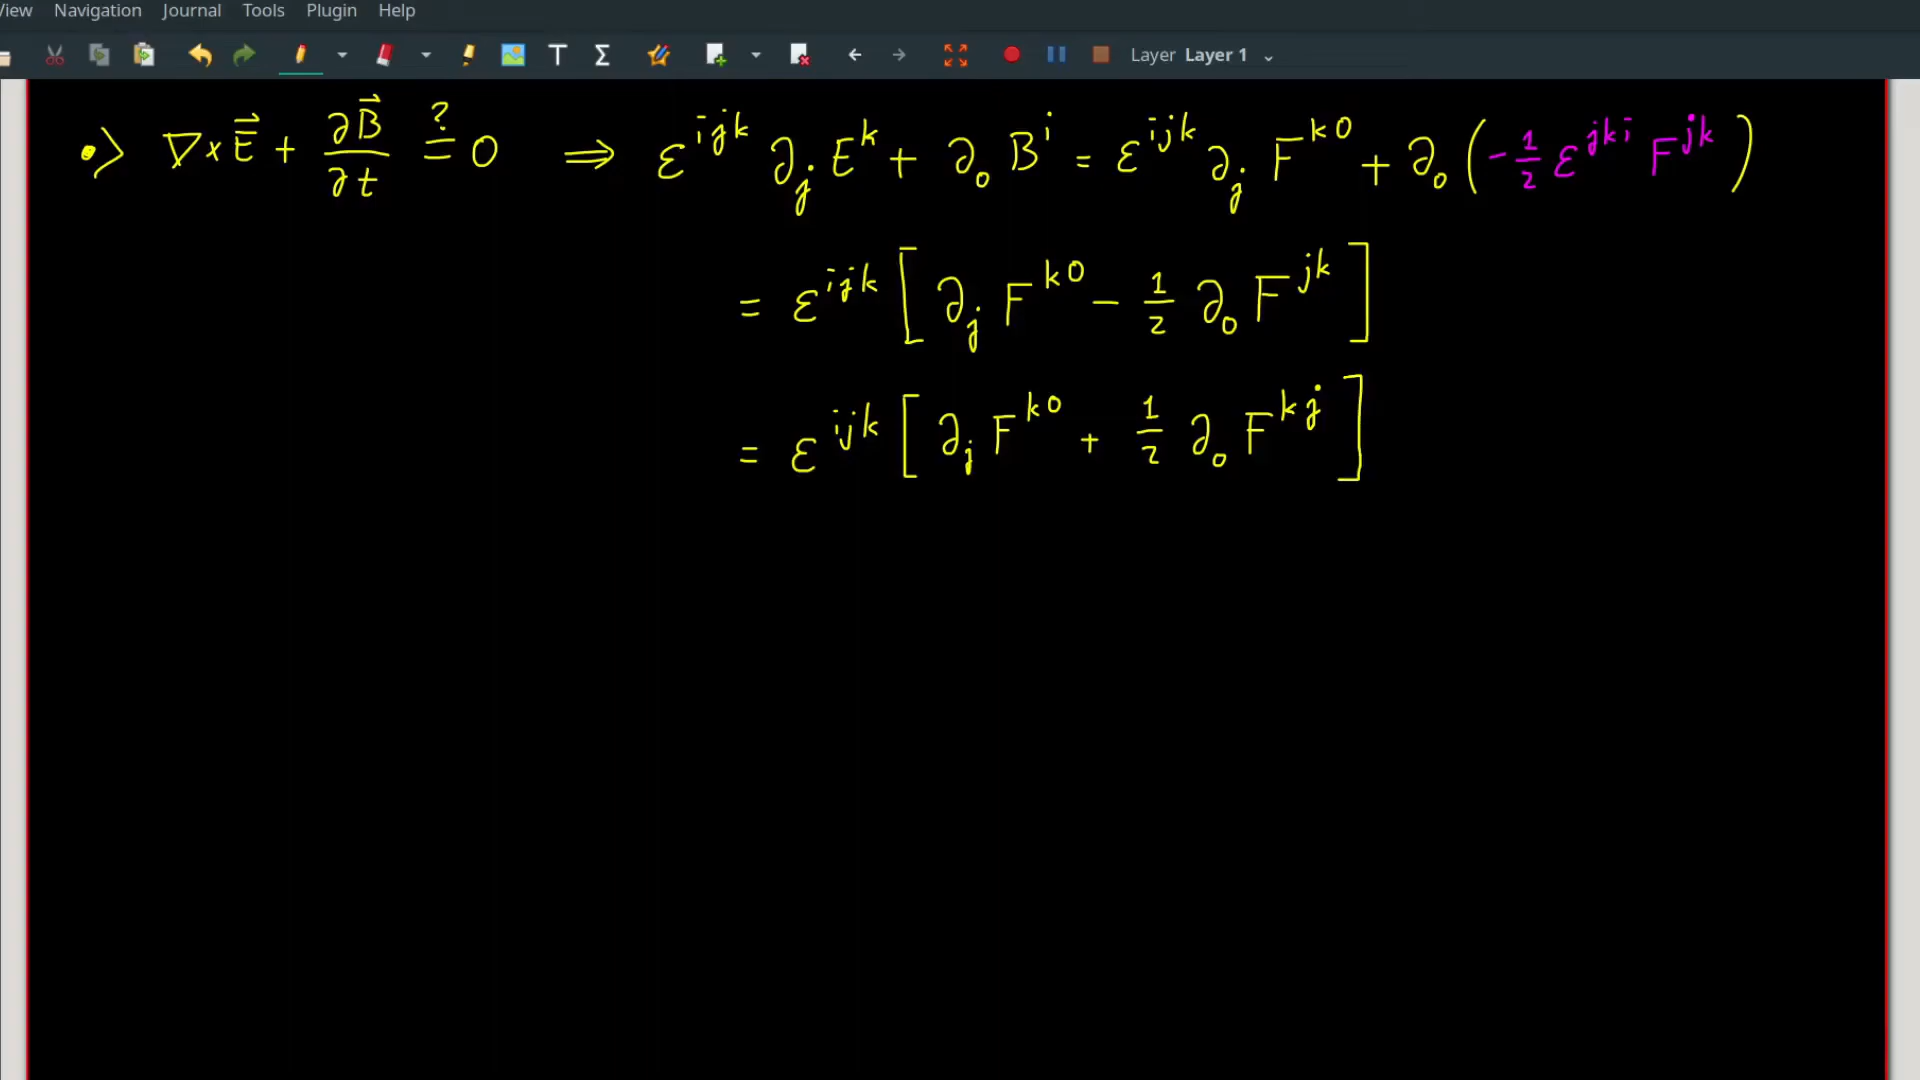 View Navigation Journal Tools Plugin Help
T Σ Layer Layer 1
•> ∇×E⃗ + ∂B⃗/∂t ≟ 0 ⟹ ε^{ijk} ∂_j E^k + ∂_0 B^i = ε^{ijk} ∂_j F^{k0} + ∂_0 (-1/2 ε^{jki} F^{jk})
= ε^{ijk} [∂_j F^{k0} - 1/2 ∂_0 F^{jk}]
= ε^{ijk} [∂_j F^{k0} + 1/2 ∂_0 F^{kj}]